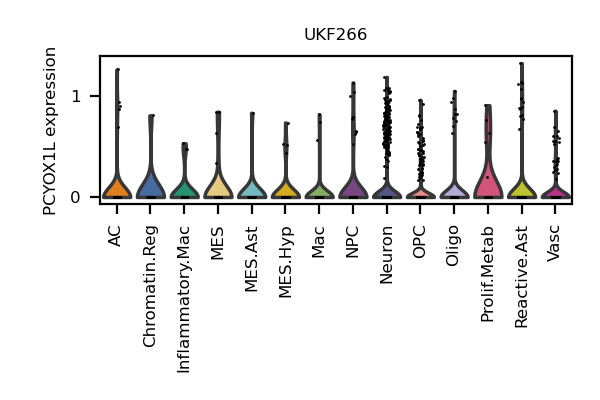 UKF266
PCYOX1L expression
1
0
AC
Chromatin.Reg
Inflammatory.Mac
MES
MES.Ast
MES.Hyp
Mac
NPC
Neuron
OPC
Oligo
Prolif.Metab
Reactive.Ast
Vasc